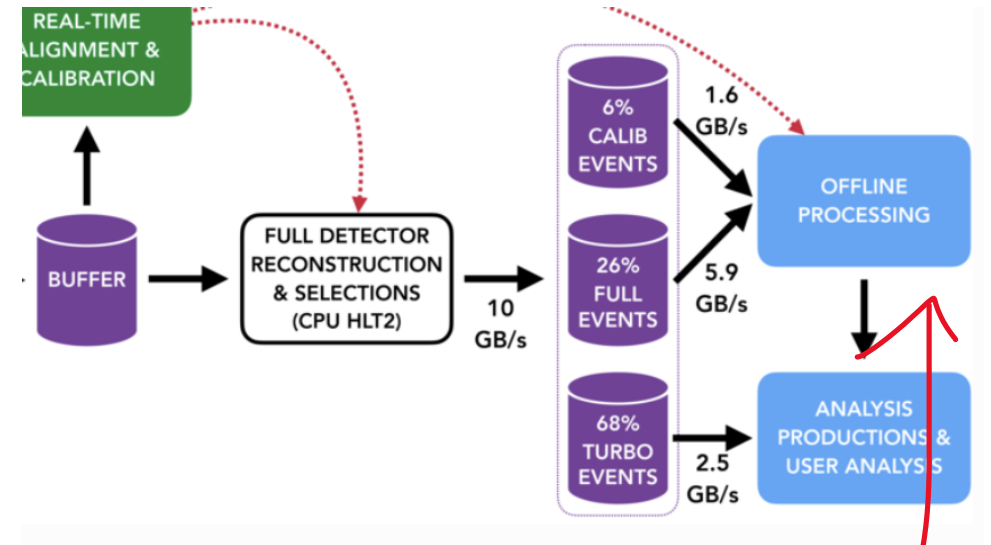 REAL-TIME
ALIGNMENT &
CALIBRATION
BUFFER
FULL DETECTOR
RECONSTRUCTION
& SELECTIONS
(CPU HLT2)
10
GB/s
6%
CALIB
EVENTS
26%
FULL
EVENTS
68%
TURBO
EVENTS
1.6
GB/s
5.9
GB/s
2.5
GB/s
OFFLINE
PROCESSING
ANALYSIS
PRODUCTIONS &
USER ANALYSIS